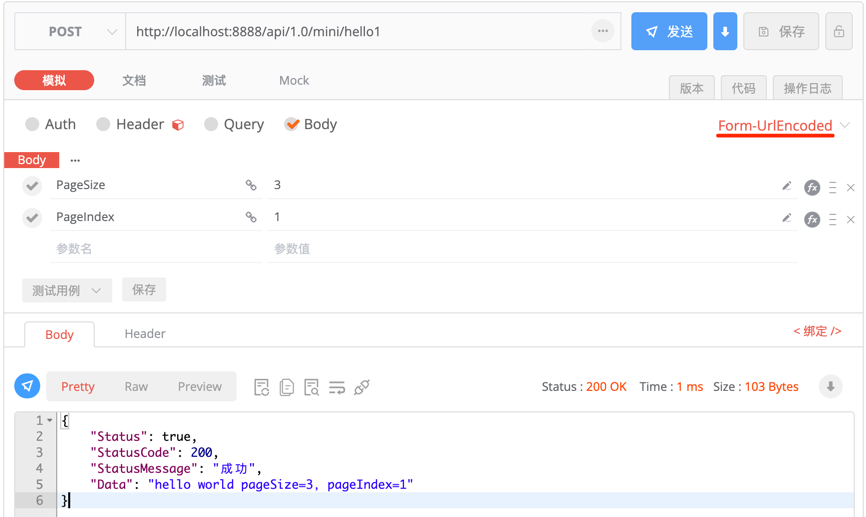 POST http://localhost:8888/api/1.0/mini/hello1 ... 发送 保存
模拟 文档 测试 Mock 版本 代码 操作日志
Auth Header Query Body Form-UrlEncoded
Body ...
PageSize 3 fx
PageIndex 1 fx
参数名 参数值
测试用例 保存
Body Header < 绑定 />
Pretty Raw Preview Status : 200 OK Time : 1 ms Size : 103 Bytes
1 {
2 "Status": true,
3 "StatusCode": 200,
4 "StatusMessage": "成功",
5 "Data": "hello world pageSize=3, pageIndex=1"
6 }